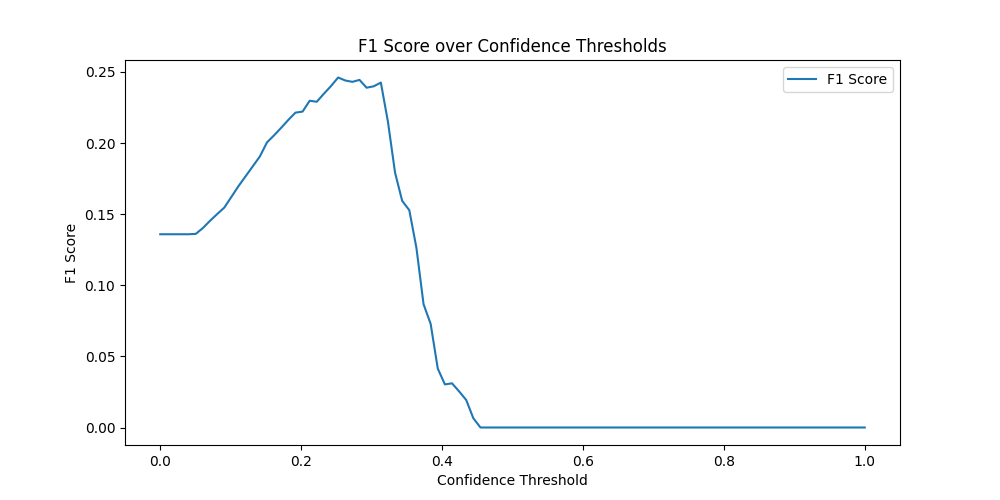 F1 Score over Confidence Thresholds
F1 Score
0.25
0.20
0.15
0.10
0.05
0.00
F1 Score
0.0 0.2 0.4 0.6 0.8 1.0
Confidence Threshold